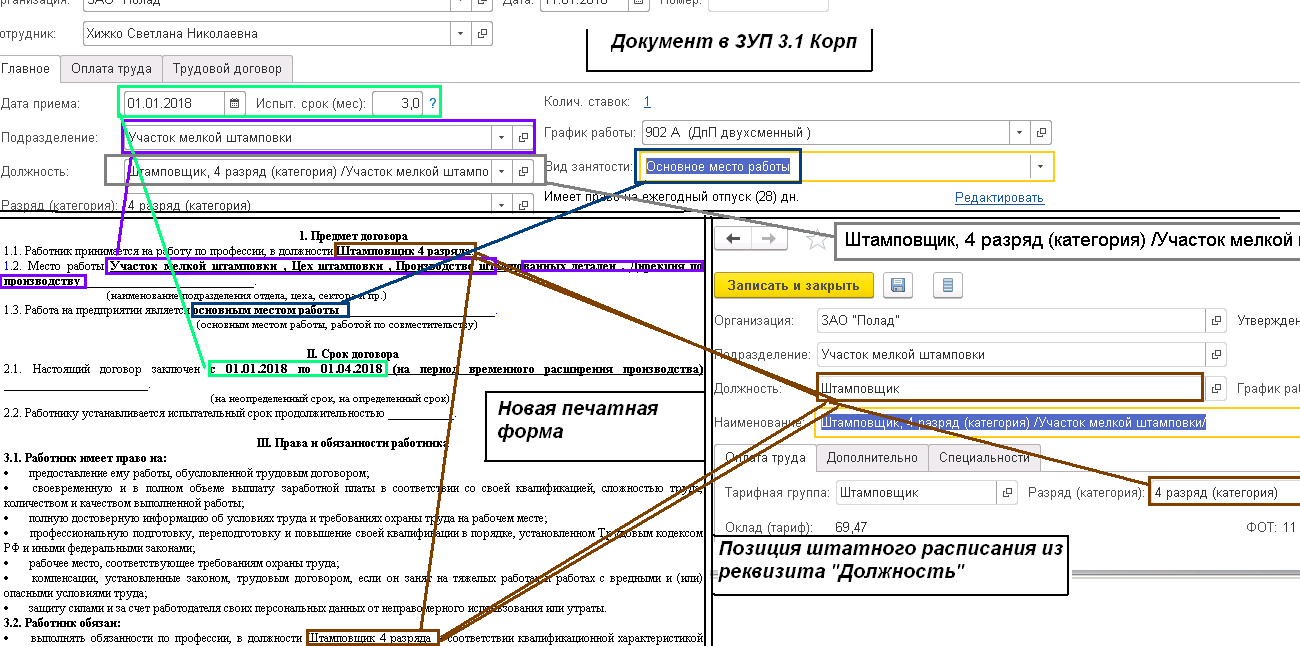 рганизация: ЗАО "Полад" Дата: 11.01.2018 Номер:
отрудник: Хижко Светлана Николаевна
Документ в ЗУП 3.1 Корп
Главное Оплата труда Трудовой договор
Дата приема: 01.01.2018 Испыт. срок (мес): 3,0 ? Колич. ставок: 1
Подразделение: Участок мелкой штамповки График работы: 902 А (ДпП двухсменный )
Должность: Штамповщик, 4 разряд (категория) /Участок мелкой штампо Вид занятости: Основное место работы
Разряд (категория): 4 разряд (категория) Имеет право на ежегодный отпуск (28) дн. Редактировать
I. Предмет договора
1.1. Работник принимается на работу по профессии, в должности Штамповщик 4 разряда
1.2. Место работы Участок мелкой штамповки , Цех штамповки , Производство штампованных деталей , Дирекция по
производству
(наименование подразделения отдела, цеха, сектора и пр.)
1.3. Работа на предприятии является основным местом работы
(основным местом работы, работой по совместительству)
II. Срок договора
2.1. Настоящий договор заключен с 01.01.2018 по 01.04.2018 (на период временного расширения производства)
(на неопределенный срок, на определенный срок)
2.2. Работнику устанавливается испытательный срок продолжительностью
Новая печатная
форма
III. Права и обязанности работника
3.1. Работник имеет право на:
• предоставление ему работы, обусловленной трудовым договором;
• своевременную и в полном объеме выплату заработной платы в соответствии со своей квалификацией, сложностью труда,
количеством и качеством выполненной работы;
• полную достоверную информацию об условиях труда и требованиях охраны труда на рабочем месте;
• профессиональную подготовку, переподготовку и повышение своей квалификации в порядке, установленном Трудовым кодексом
РФ и иными федеральными законами;
• рабочее место, соответствующее требованиям охраны труда;
• компенсации, установленные законом, трудовым договором, если он занят на тяжелых работах и работах с вредными и (или)
опасными условиями труда;
• защиту силами и за счет работодателя своих персональных данных от неправомерного использования или утраты.
3.2. Работник обязан:
• выполнять обязанности по профессии, в должности Штамповщик 4 разряда в соответствии квалификационной характеристикой
Штамповщик, 4 разряд (категория) /Участок мелкой
Записать и закрыть
Организация: ЗАО "Полад" Утвержден
Подразделение: Участок мелкой штамповки
Должность: Штамповщик График раб
Наименование: Штамповщик, 4 разряд (категория) /Участок мелкой штамповки/
Оплата труда Дополнительно Специальности
Тарифная группа: Штамповщик Разряд (категория): 4 разряд (категория)
Оклад (тариф): 69,47 ФОТ: 11
Позиция штатного расписания из
реквизита "Должность"